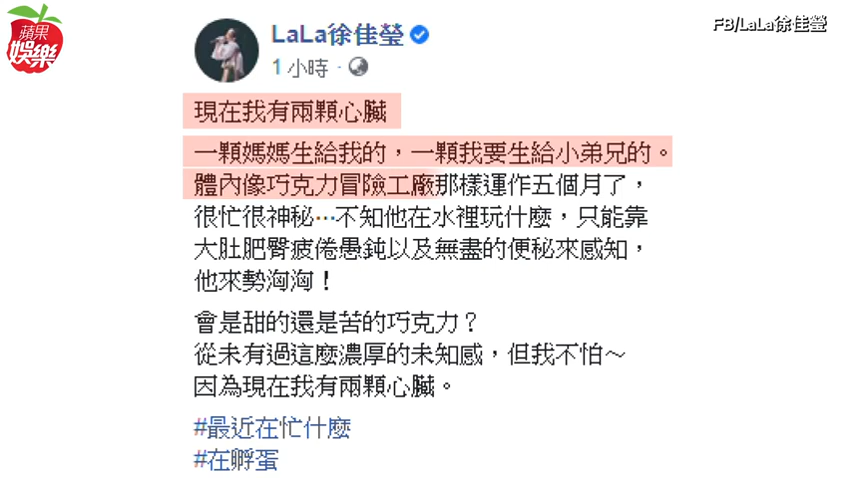 蘋果
娛樂
FB/LaLa徐佳瑩
LaLa徐佳瑩
1 小時 ·
現在我有兩顆心臟
一顆媽媽生給我的，一顆我要生給小弟兄的。
體內像巧克力冒險工廠那樣運作五個月了，
很忙很神秘…不知他在水裡玩什麼，只能靠
大肚肥臀疲倦愚鈍以及無盡的便秘來感知，
他來勢洶洶！
會是甜的還是苦的巧克力？
從未有過這麼濃厚的未知感，但我不怕～
因為現在我有兩顆心臟。
#最近在忙什麼
#在孵蛋